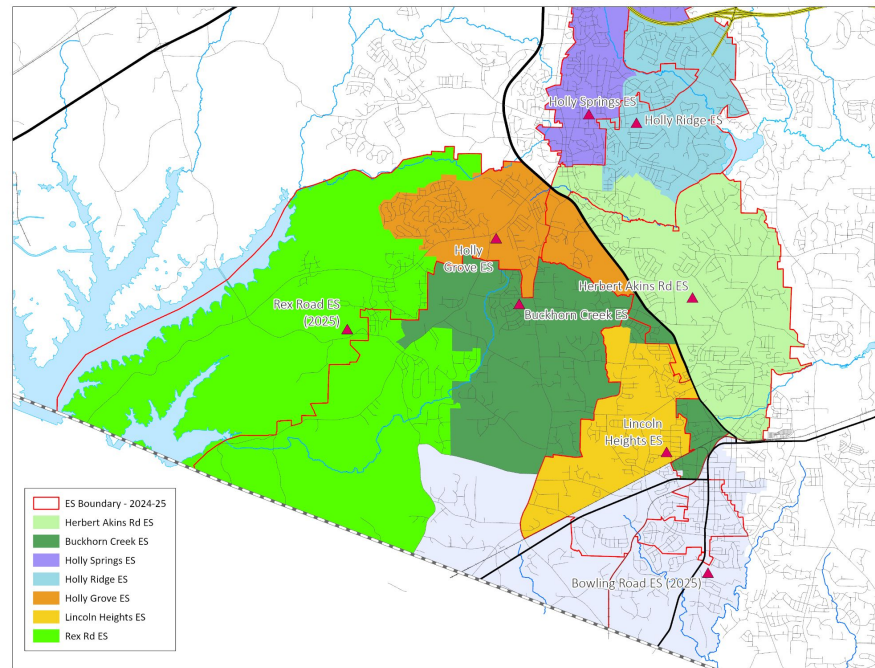 Holly Springs ES
Holly Ridge ES
Holly
Grove ES
Herbert Akins Rd ES
Rex Road ES
(2025)
Buckhorn Creek ES
Lincoln
Heights ES
Bowling Road ES (2025)
ES Boundary - 2024-25
Herbert Akins Rd ES
Buckhorn Creek ES
Holly Springs ES
Holly Ridge ES
Holly Grove ES
Lincoln Heights ES
Rex Rd ES